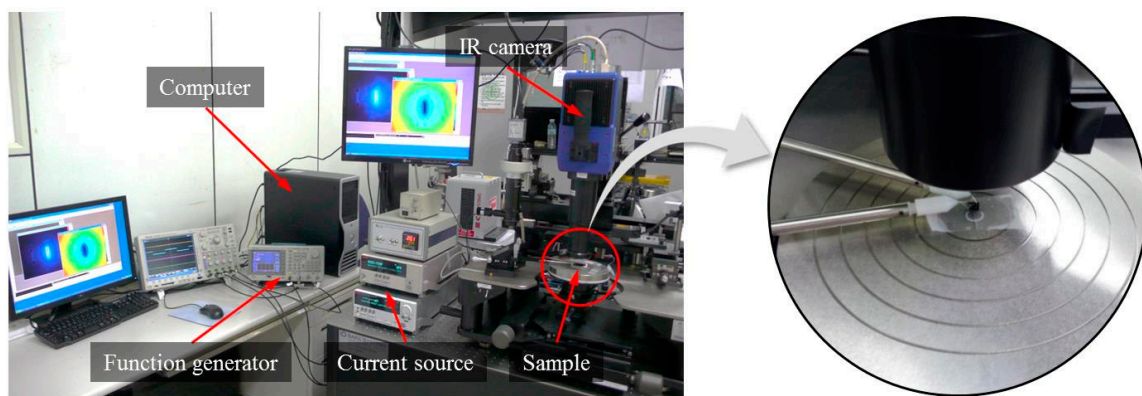 IR camera
Computer
Function generator
Current source
Sample